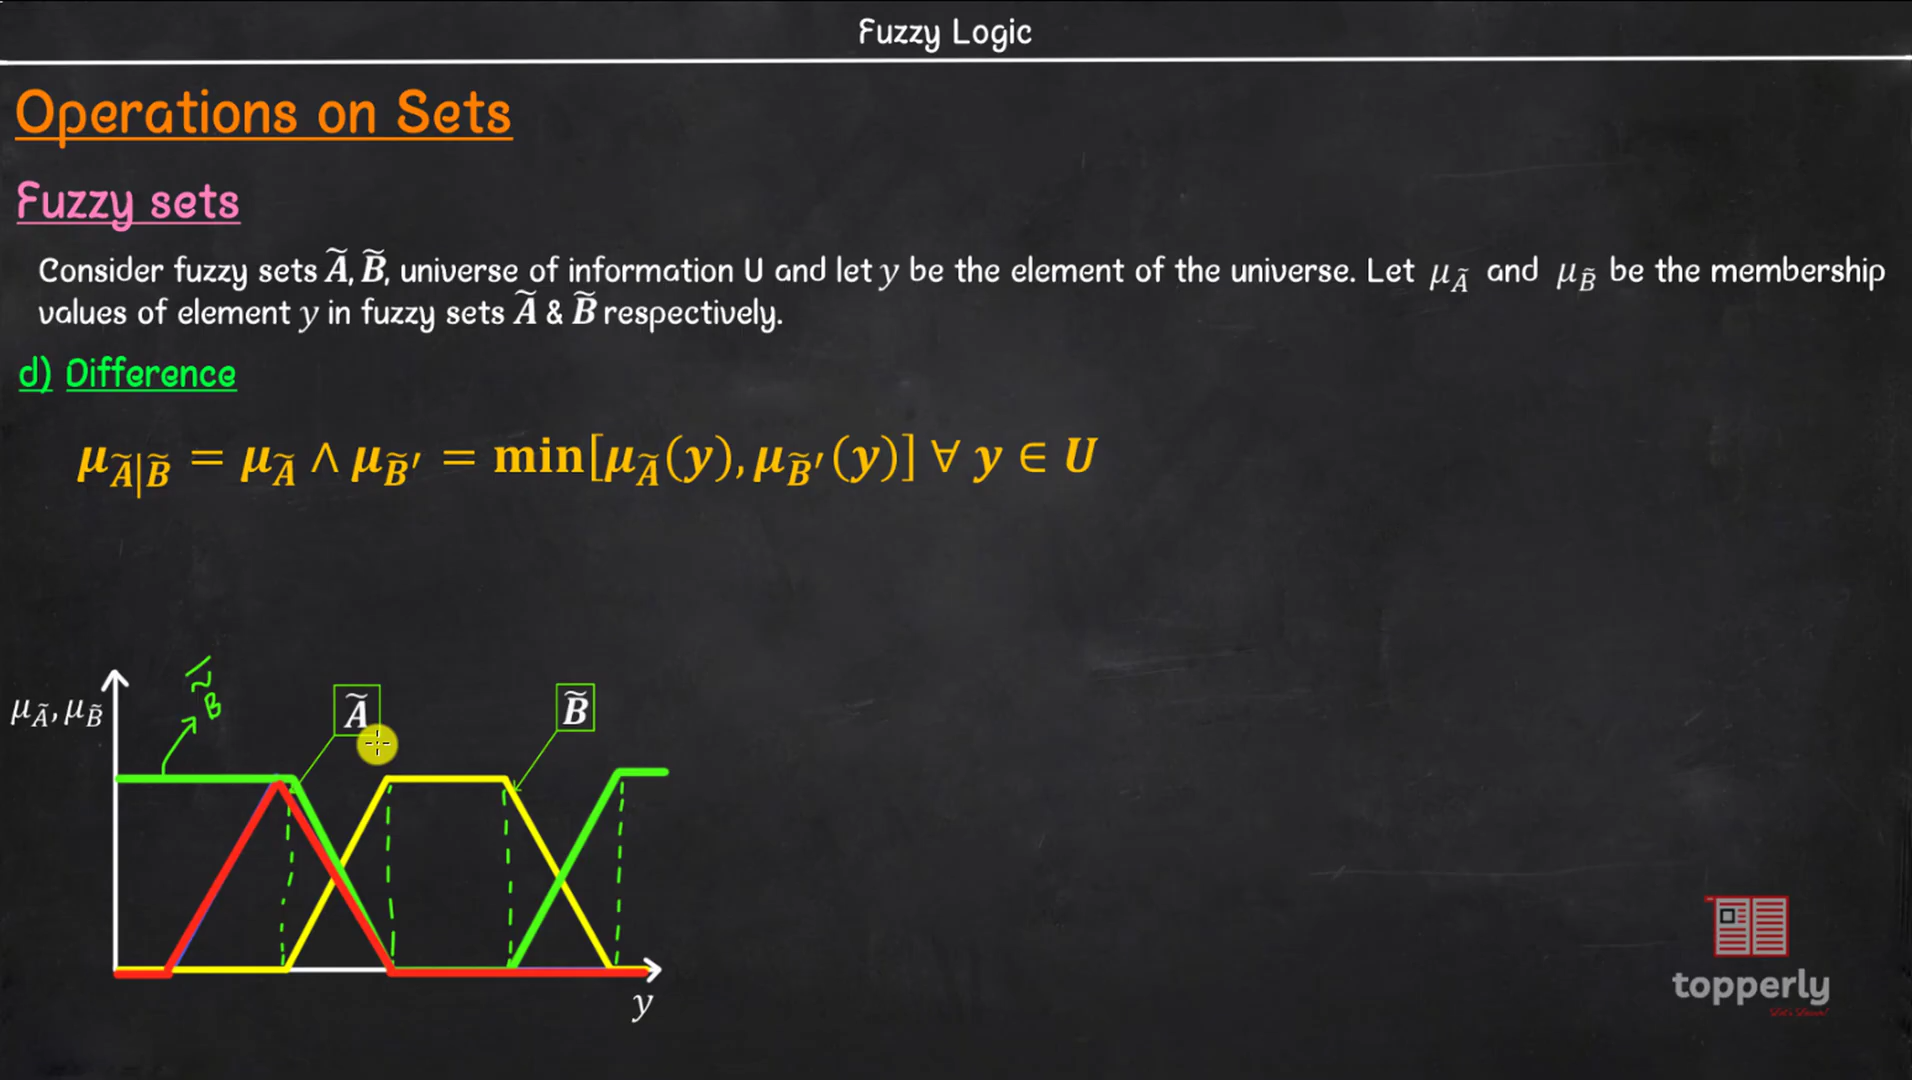 Fuzzy Logic
Operations on Sets
Fuzzy sets
Consider fuzzy sets Ã, B̃, universe of information U and let y be the element of the universe. Let μ_Ã and μ_B̃ be the membership
values of element y in fuzzy sets Ã & B̃ respectively.
d) Difference
μ_Ã|B̃ = μ_Ã ∧ μ_B̃′ = min[μ_Ã(y), μ_B̃′(y)] ∀ y ∈ U
μ_Ã, μ_B̃
B̃
Ã
B̃
y
topperly